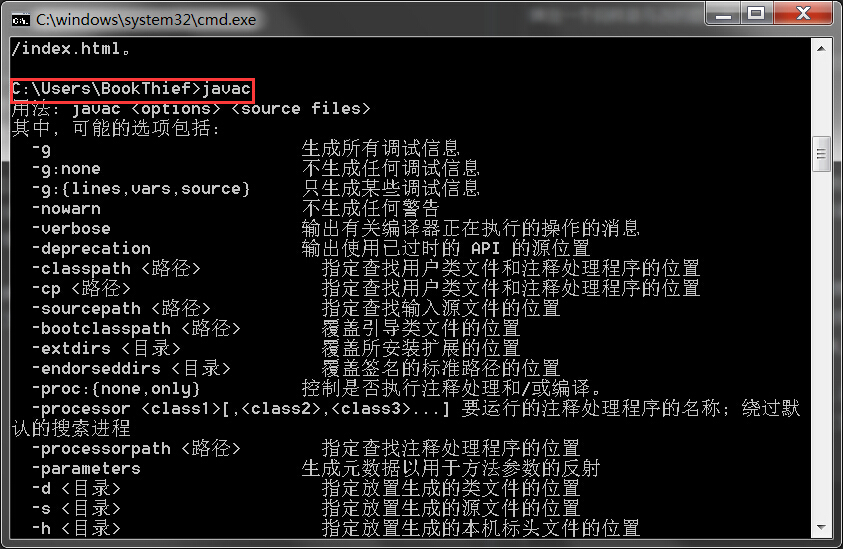 C:\windows\system32\cmd.exe
/index.html。
C:\Users\BookThief>javac
用法: javac <options> <source files>
其中, 可能的选项包括:
-g 生成所有调试信息
-g:none 不生成任何调试信息
-g:{lines,vars,source} 只生成某些调试信息
-nowarn 不生成任何警告
-verbose 输出有关编译器正在执行的操作的消息
-deprecation 输出使用已过时的 API 的源位置
-classpath <路径> 指定查找用户类文件和注释处理程序的位置
-cp <路径> 指定查找用户类文件和注释处理程序的位置
-sourcepath <路径> 指定查找输入源文件的位置
-bootclasspath <路径> 覆盖引导类文件的位置
-extdirs <目录> 覆盖所安装扩展的位置
-endorseddirs <目录> 覆盖签名的标准路径的位置
-proc:{none,only} 控制是否执行注释处理和/或编译。
-processor <class1>[,<class2>,<class3>...] 要运行的注释处理程序的名称; 绕过默
认的搜索进程
-processorpath <路径> 指定查找注释处理程序的位置
-parameters 生成元数据以用于方法参数的反射
-d <目录> 指定放置生成的类文件的位置
-s <目录> 指定放置生成的源文件的位置
-h <目录> 指定放置生成的本机标头文件的位置